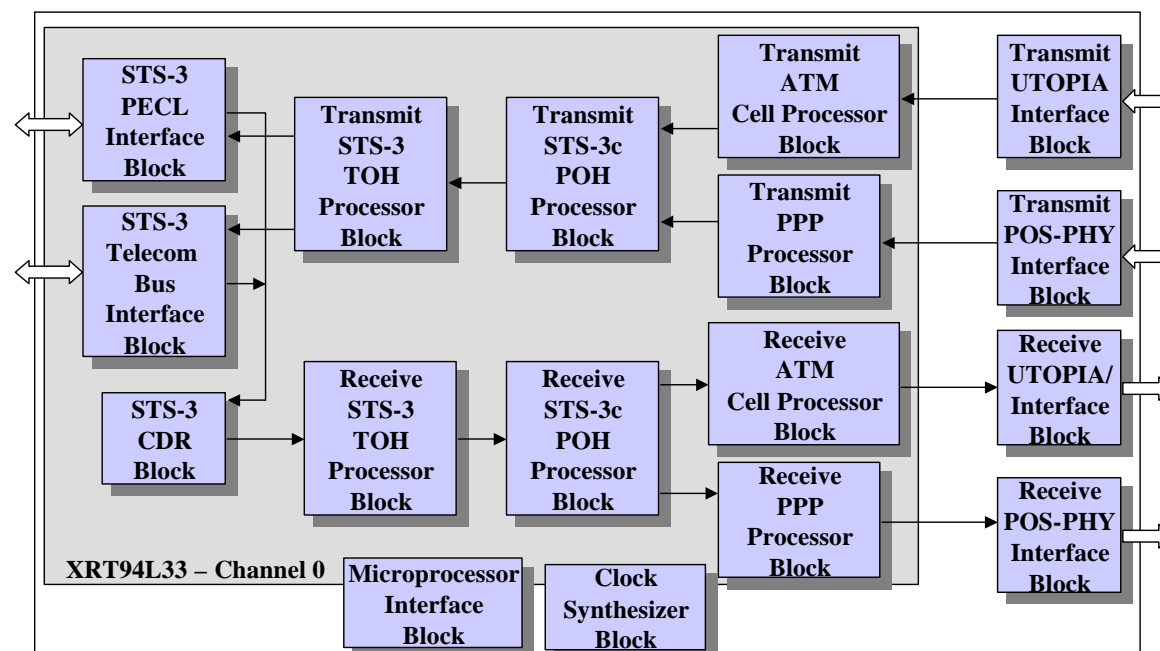 STS-3
PECL
Interface
Block
Transmit
STS-3
TOH
Processor
Block
Transmit
STS-3c
POH
Processor
Block
Transmit
ATM
Cell Processor
Block
Transmit
UTOPIA
Interface
Block
STS-3
Telecom
Bus
Interface
Block
Transmit
PPP
Processor
Block
Transmit
POS-PHY
Interface
Block
STS-3
CDR
Block
Receive
STS-3
TOH
Processor
Block
Receive
STS-3c
POH
Processor
Block
Receive
ATM
Cell Processor
Block
Receive
UTOPIA/
Interface
Block
Receive
PPP
Processor
Block
Receive
POS-PHY
Interface
Block
XRT94L33 – Channel 0
Microprocessor
Interface
Block
Clock
Synthesizer
Block